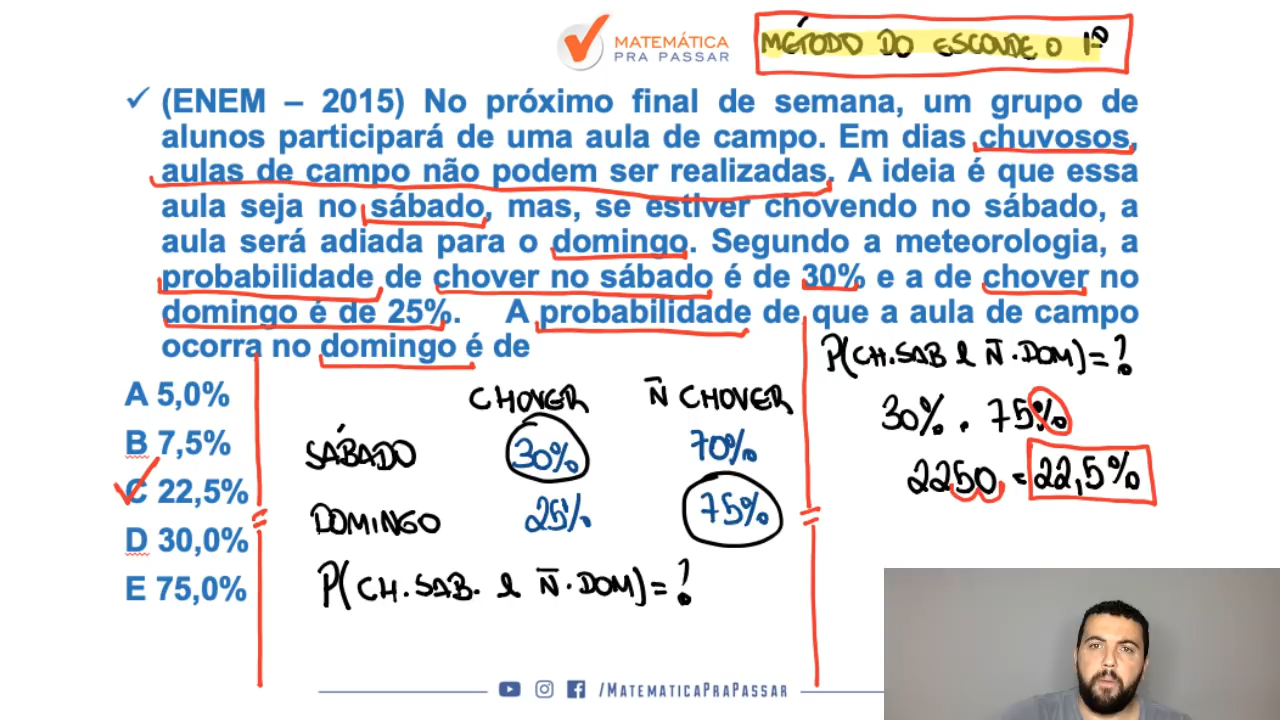 MATEMÁTICA
PRA PASSAR
MÉTODO DO ESCONDE O 1º
✓ (ENEM – 2015) No próximo final de semana, um grupo de
alunos participará de uma aula de campo. Em dias chuvosos,
aulas de campo não podem ser realizadas. A ideia é que essa
aula seja no sábado, mas, se estiver chovendo no sábado, a
aula será adiada para o domingo. Segundo a meteorologia, a
probabilidade de chover no sábado é de 30% e a de chover no
domingo é de 25%. A probabilidade de que a aula de campo
ocorra no domingo é de
A 5,0%
B 7,5%
C 22,5%
D 30,0%
E 75,0%
CHOVER N̄ CHOVER
SÁBADO 30% 70%
DOMINGO 25% 75%
P(CH.SAB. e N̄.DOM)=?
P(CH.SAB e N̄.DOM)=?
30% . 75%
2250 = 22,5%
/MATEMATICAPRAPASSAR